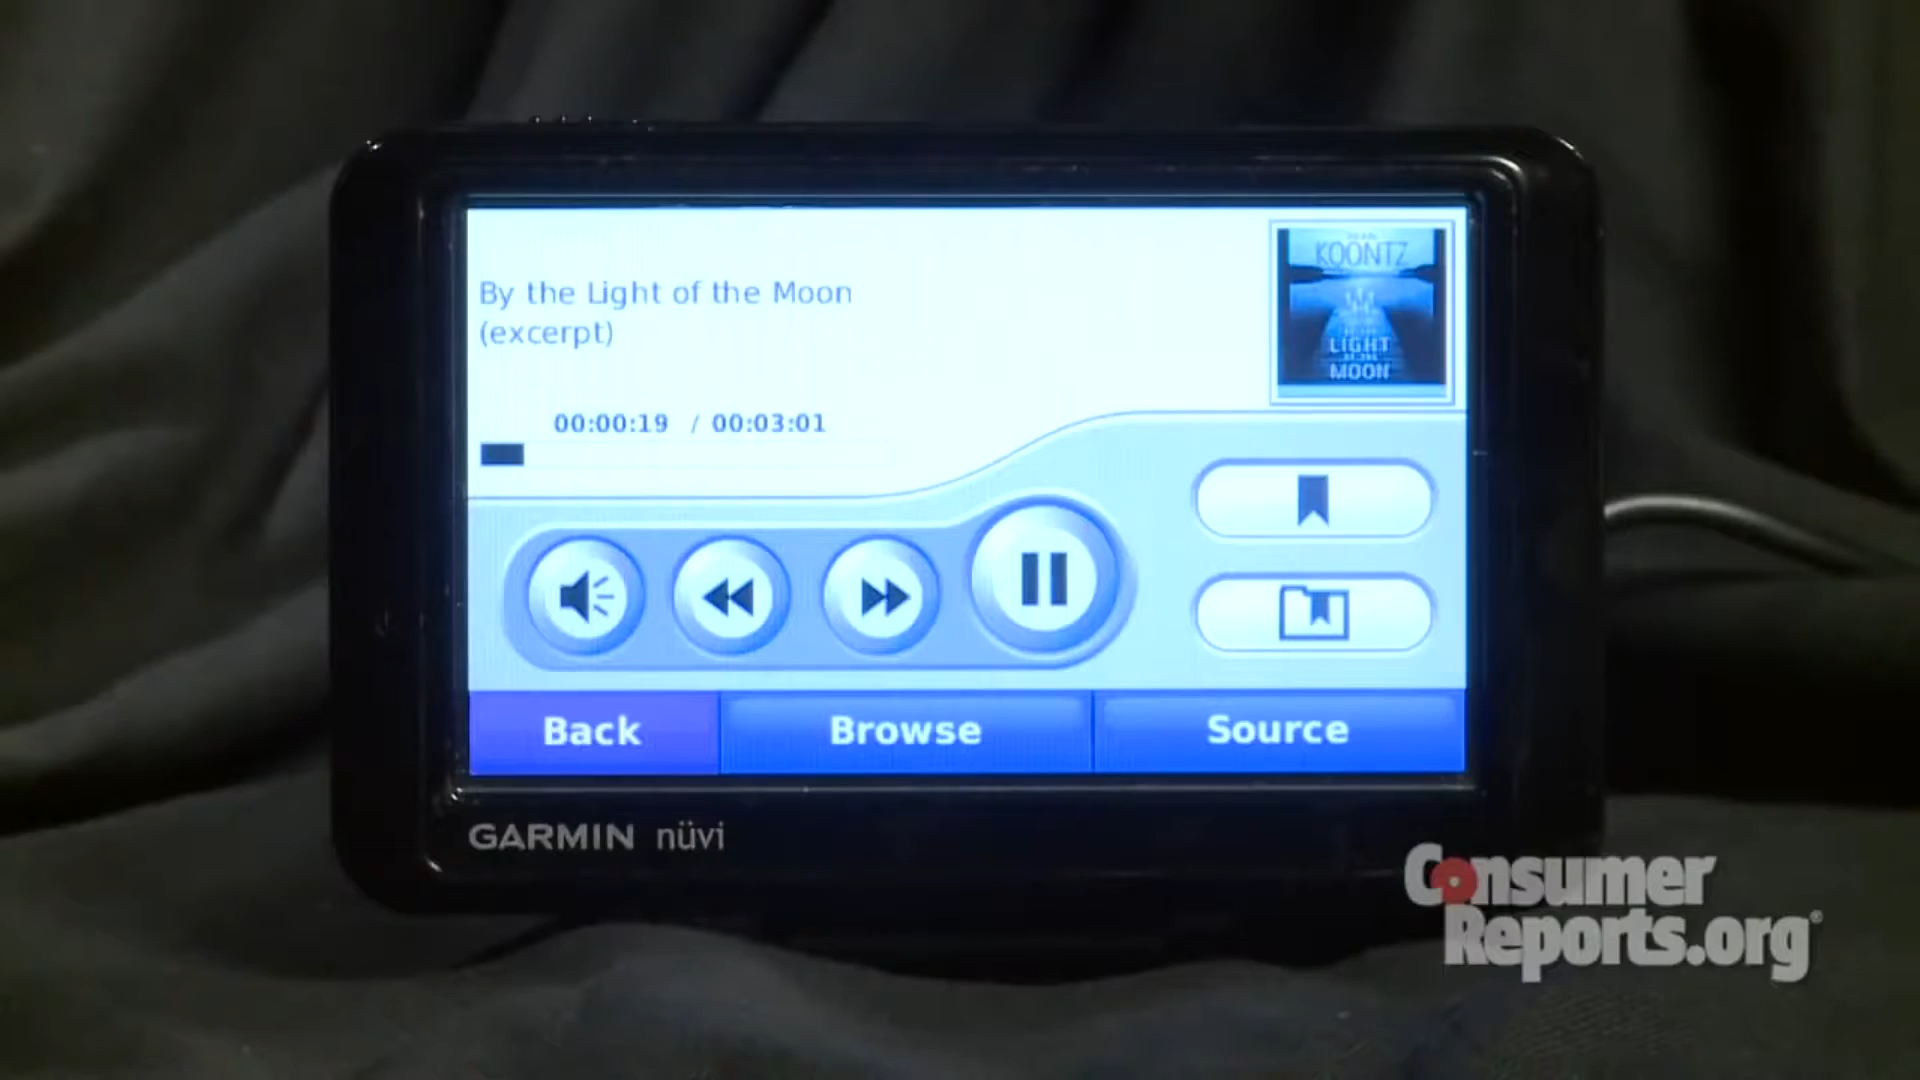 By the Light of the Moon
(excerpt)
KOONTZ
LIGHT
MOON
00:00:19 / 00:03:01
Back
Browse
Source
GARMIN nüvi
Consumer
Reports.org®